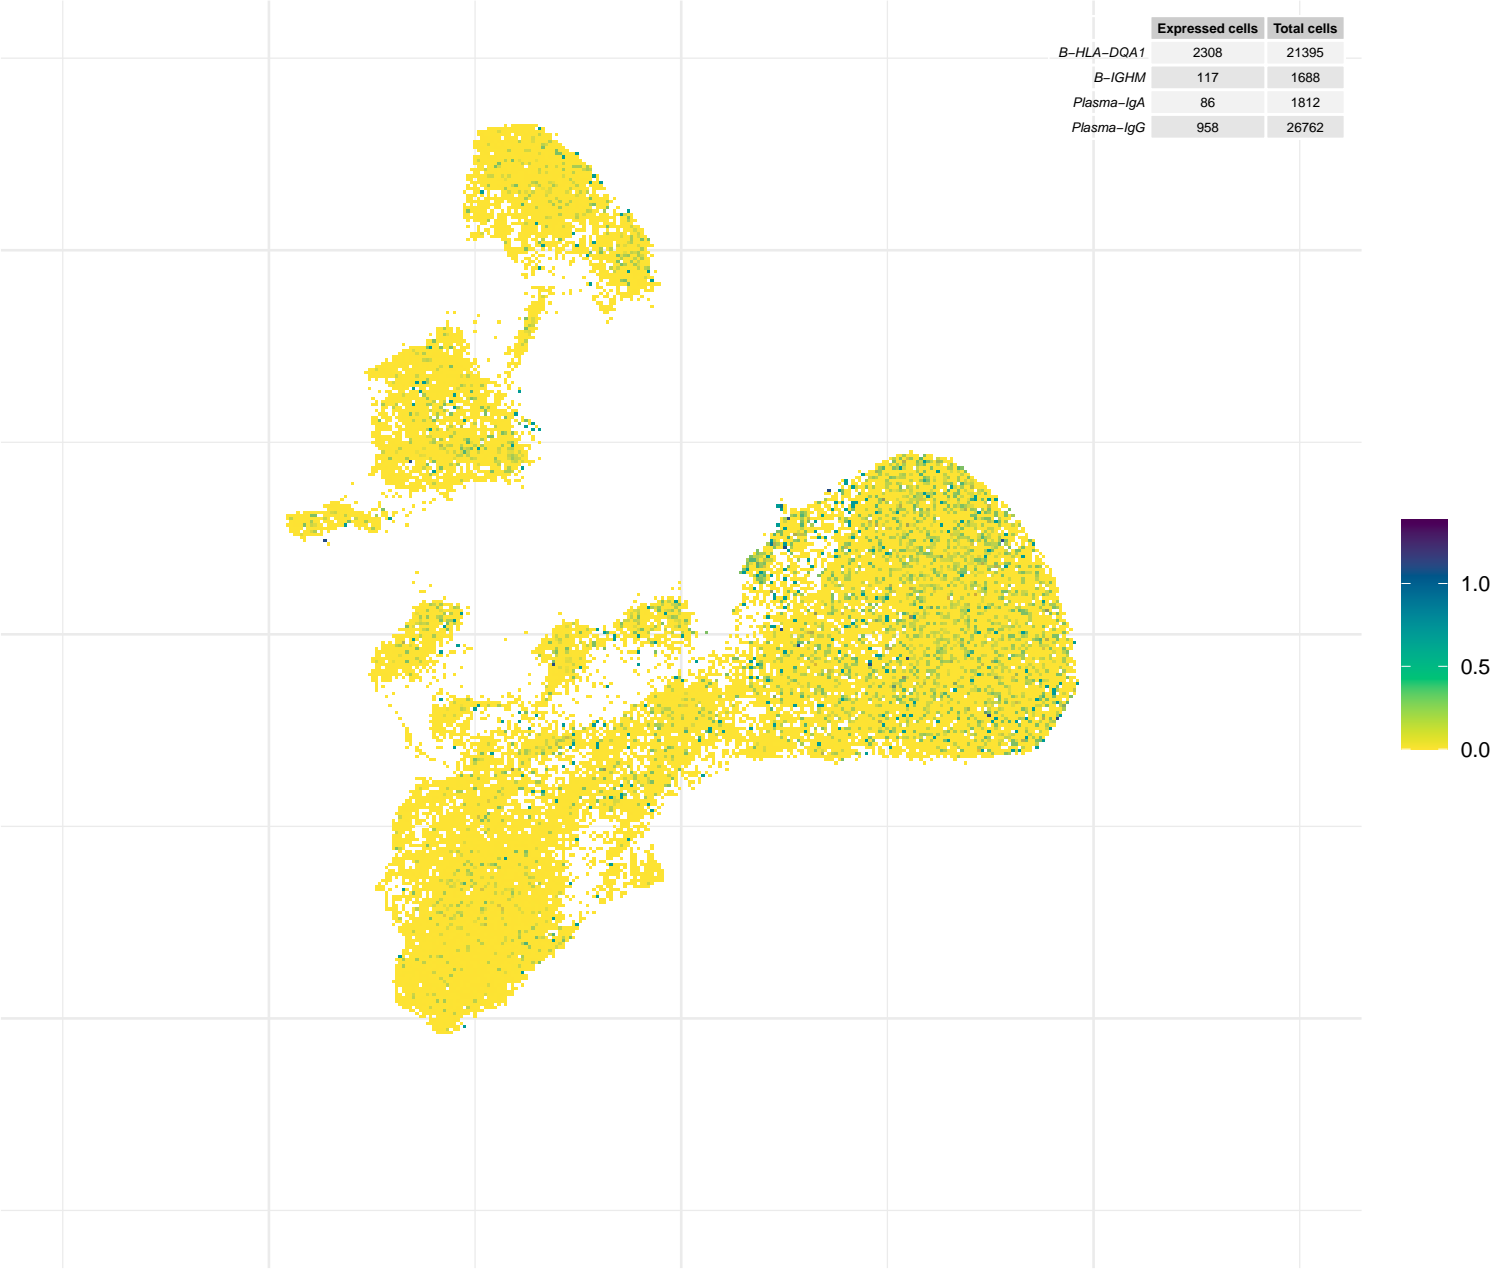 Expressed cells Total cells
B−HLA−DQA1 2308 21395
B−IGHM 117 1688
Plasma−IgA 86 1812
Plasma−IgG 958 26762
1.0
0.5
0.0